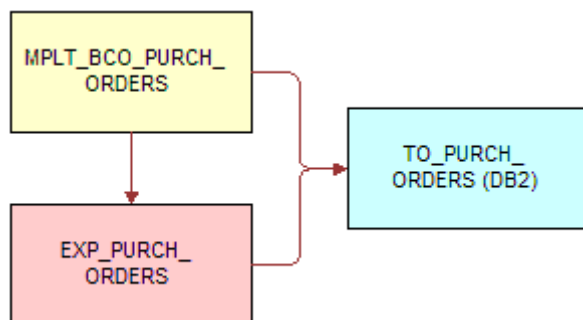 MPLT_BCO_PURCH_
ORDERS
TO_PURCH_
ORDERS (DB2)
EXP_PURCH_
ORDERS